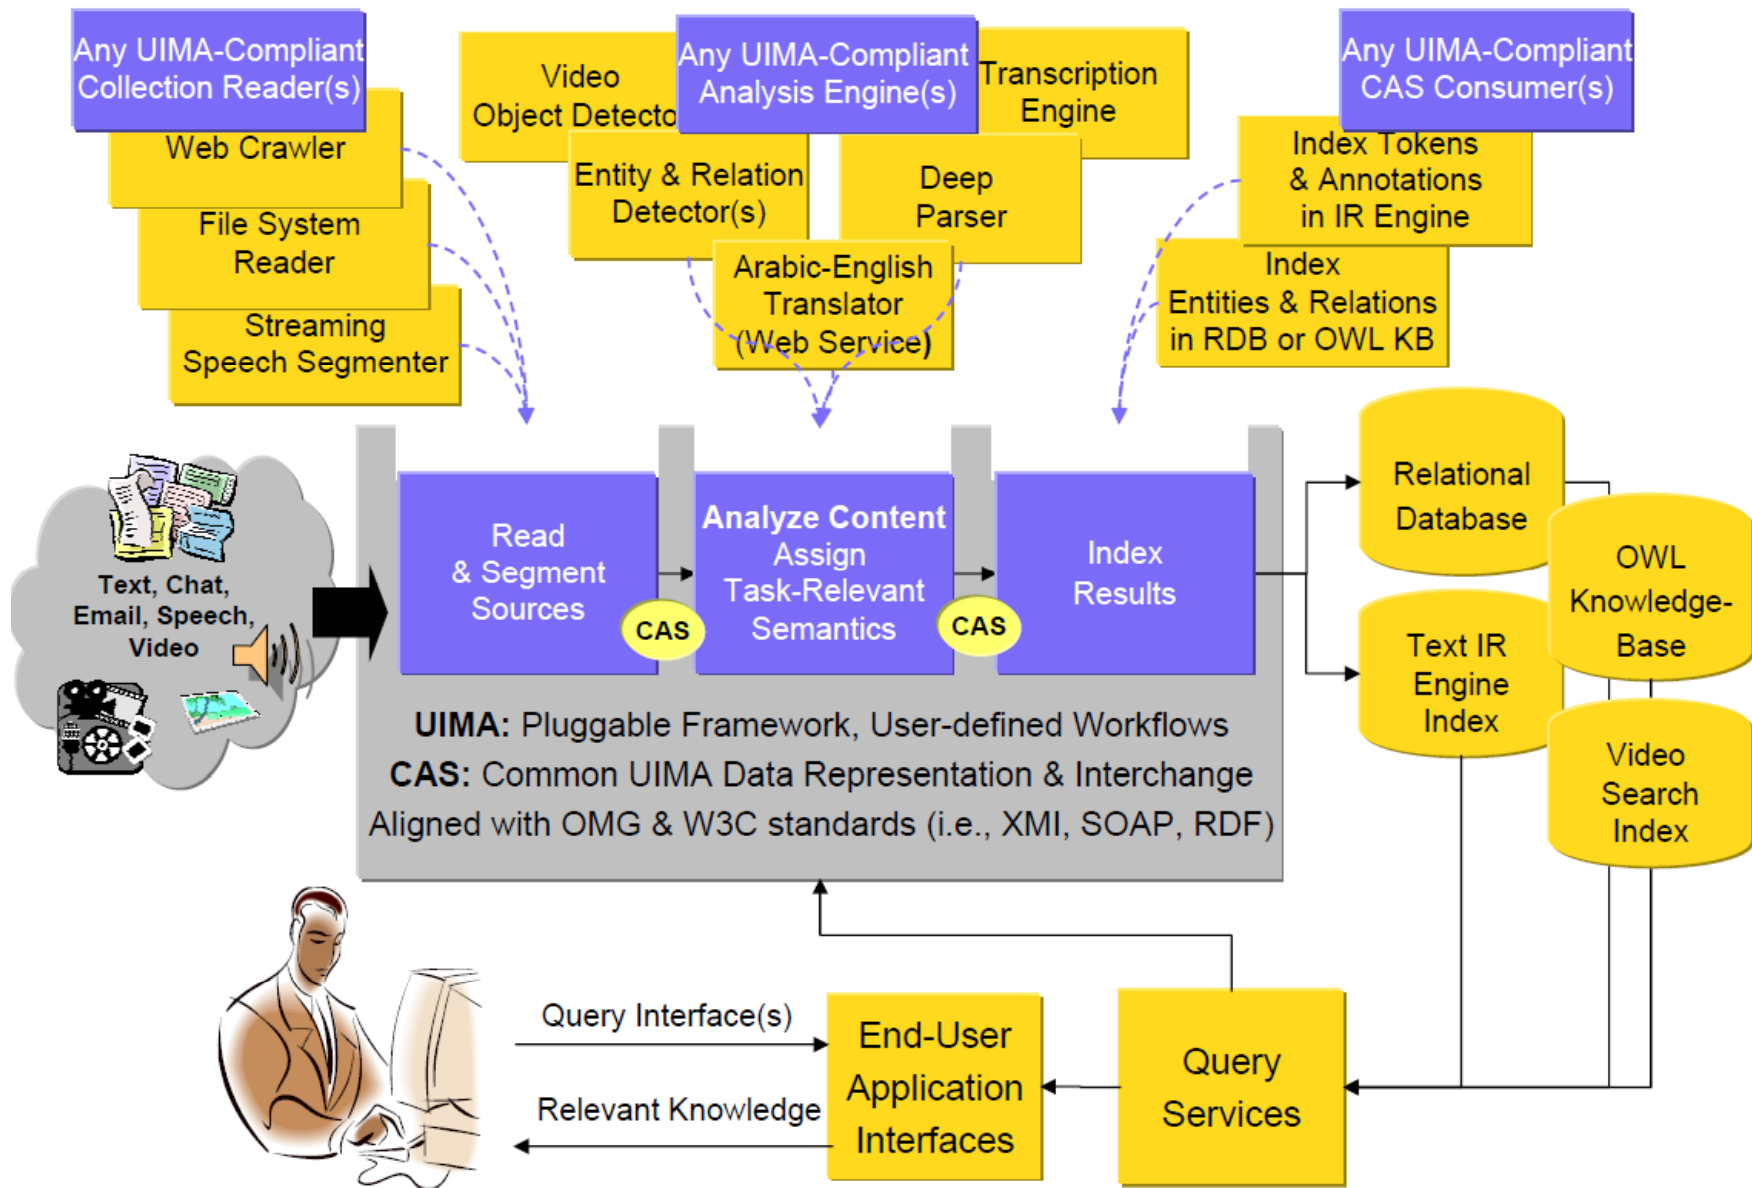 Any UIMA-Compliant
Collection Reader(s)
Web Crawler
File System
Reader
Streaming
Speech Segmenter
Video
Object Detecto
Any UIMA-Compliant
Analysis Engine(s)
Transcription
Engine
Entity & Relation
Detector(s)
Deep
Parser
Arabic-English
Translator
(Web Service)
Any UIMA-Compliant
CAS Consumer(s)
Index Tokens
& Annotations
in IR Engine
Index
Entities & Relations
in RDB or OWL KB
Text, Chat,
Email, Speech,
Video
Read
& Segment
Sources
CAS
Analyze Content
Assign
Task-Relevant
Semantics
CAS
Index
Results
Relational
Database
OWL
Knowledge-
Base
Text IR
Engine
Index
Video
Search
Index
UIMA: Pluggable Framework, User-defined Workflows
CAS: Common UIMA Data Representation & Interchange
Aligned with OMG & W3C standards (i.e., XMI, SOAP, RDF)
Query Interface(s)
Relevant Knowledge
End-User
Application
Interfaces
Query
Services